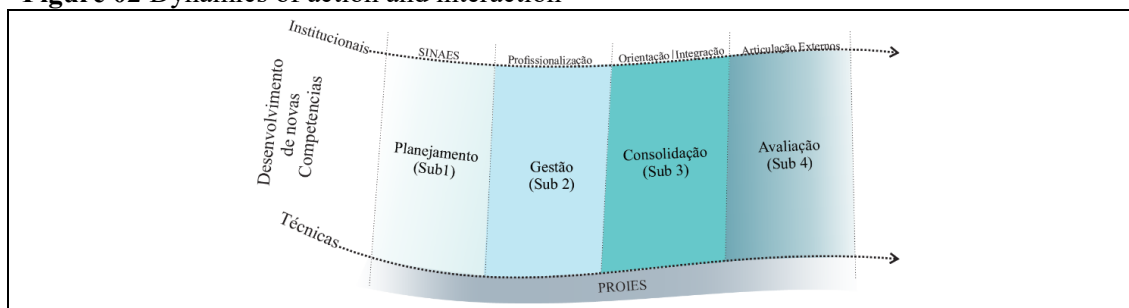 Figure 02 Dynamics of action and interaction
Institucionais
SINAES
Profissionalização
Orientação|Integração
Articulação Externos
Desenvolvimento
de novas
Competencias
Planejamento
(Sub1)
Gestão
(Sub 2)
Consolidação
(Sub 3)
Avaliação
(Sub 4)
Técnicas
PROIES